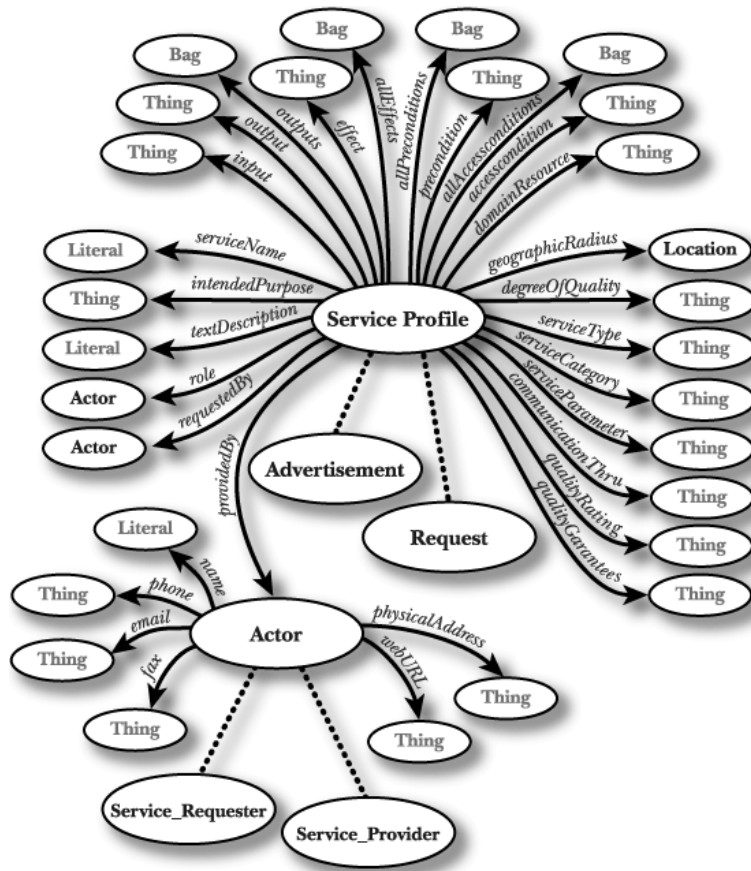 Bag
Bag
Bag
Bag
Thing
Thing
Thing
Thing
Thing
Thing
input
output
outputs
effect
allEffects
allPreconditions
precondition
allAccessconditions
accesscondition
domainResource
Literal
serviceName
geographicRadius
Location
Thing
intendedPurpose
degreeOfQuality
Thing
Service Profile
Literal
textDescription
serviceType
Thing
Actor
role
serviceCategory
Thing
Actor
requestedBy
serviceParameter
Thing
providedBy
communicationThru
Thing
Advertisement
qualityRating
Thing
Request
qualityGarantees
Thing
Literal
name
Thing
phone
Thing
email
Actor
physicalAddress
fax
webURL
Thing
Thing
Thing
Service_Requester
Service_Provider